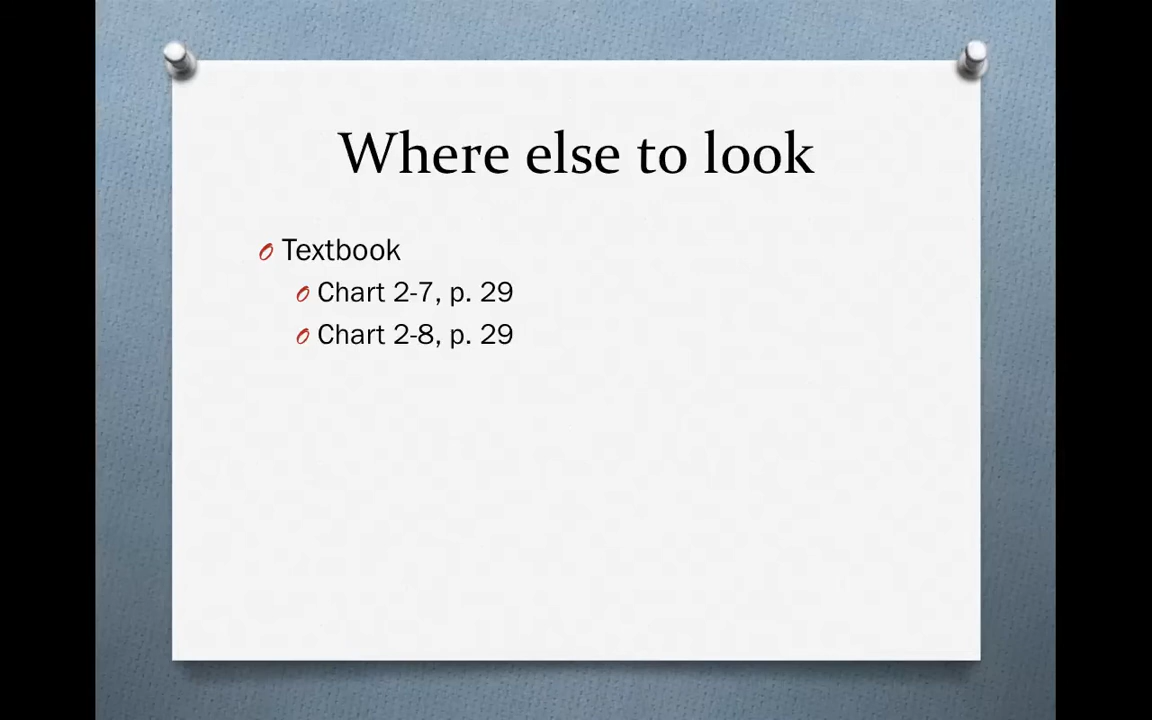 Where else to look
Textbook
Chart 2-7, p. 29
Chart 2-8, p. 29